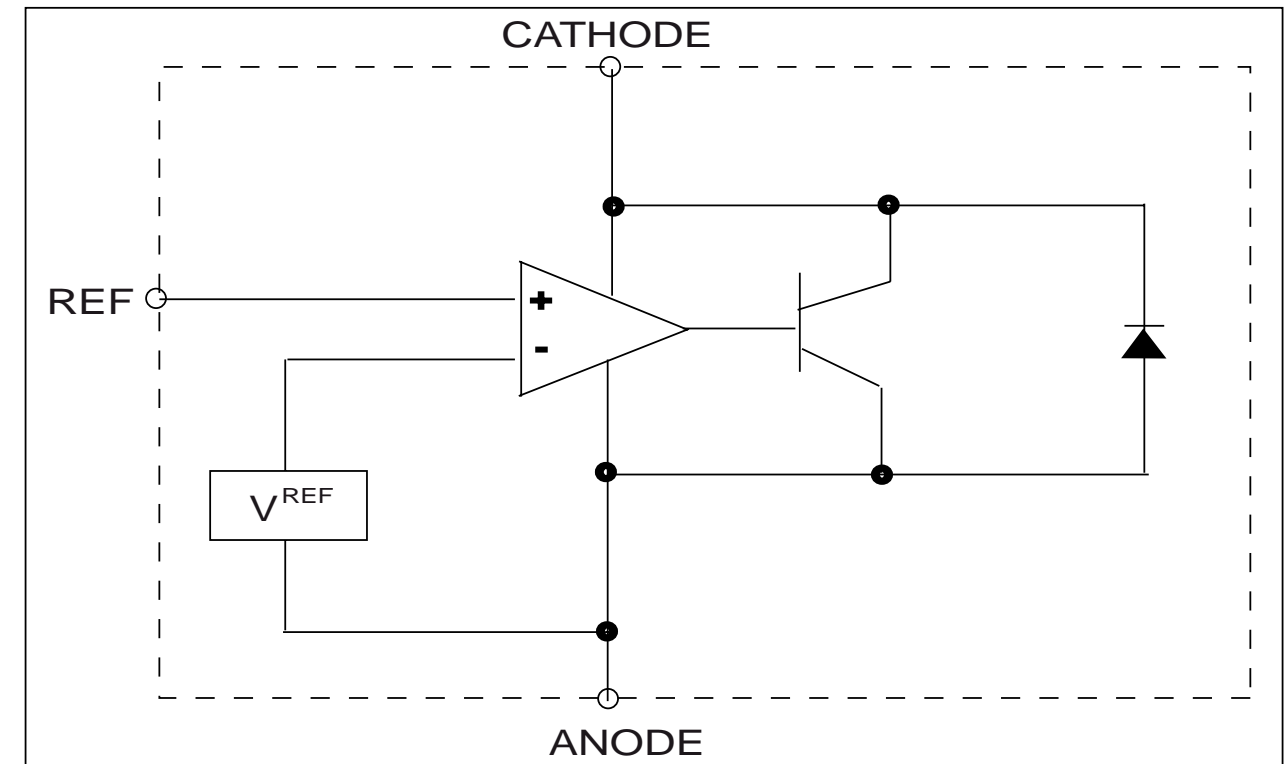 CATHODE
REF
+
-
V REF
ANODE